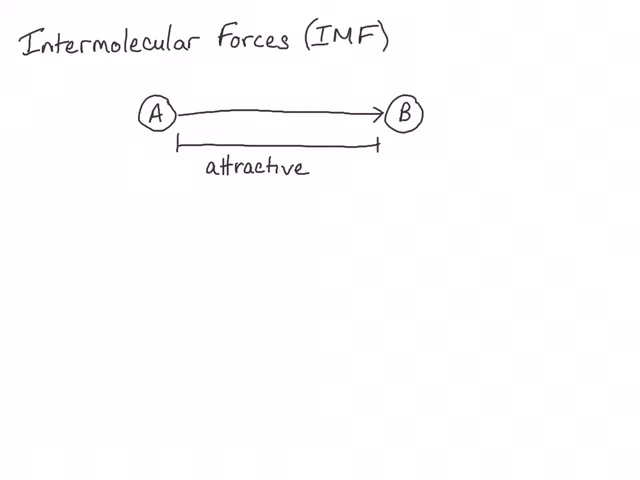 Intermolecular Forces (IMF)
A B
attractive